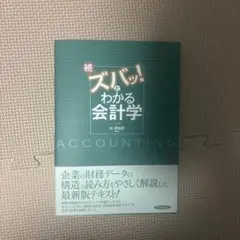 続
ズバッ!と
わかる
会計学
ACCOUNTING
企業の財務データの
構造と読み方をやさしく解説した
最新版テキスト!